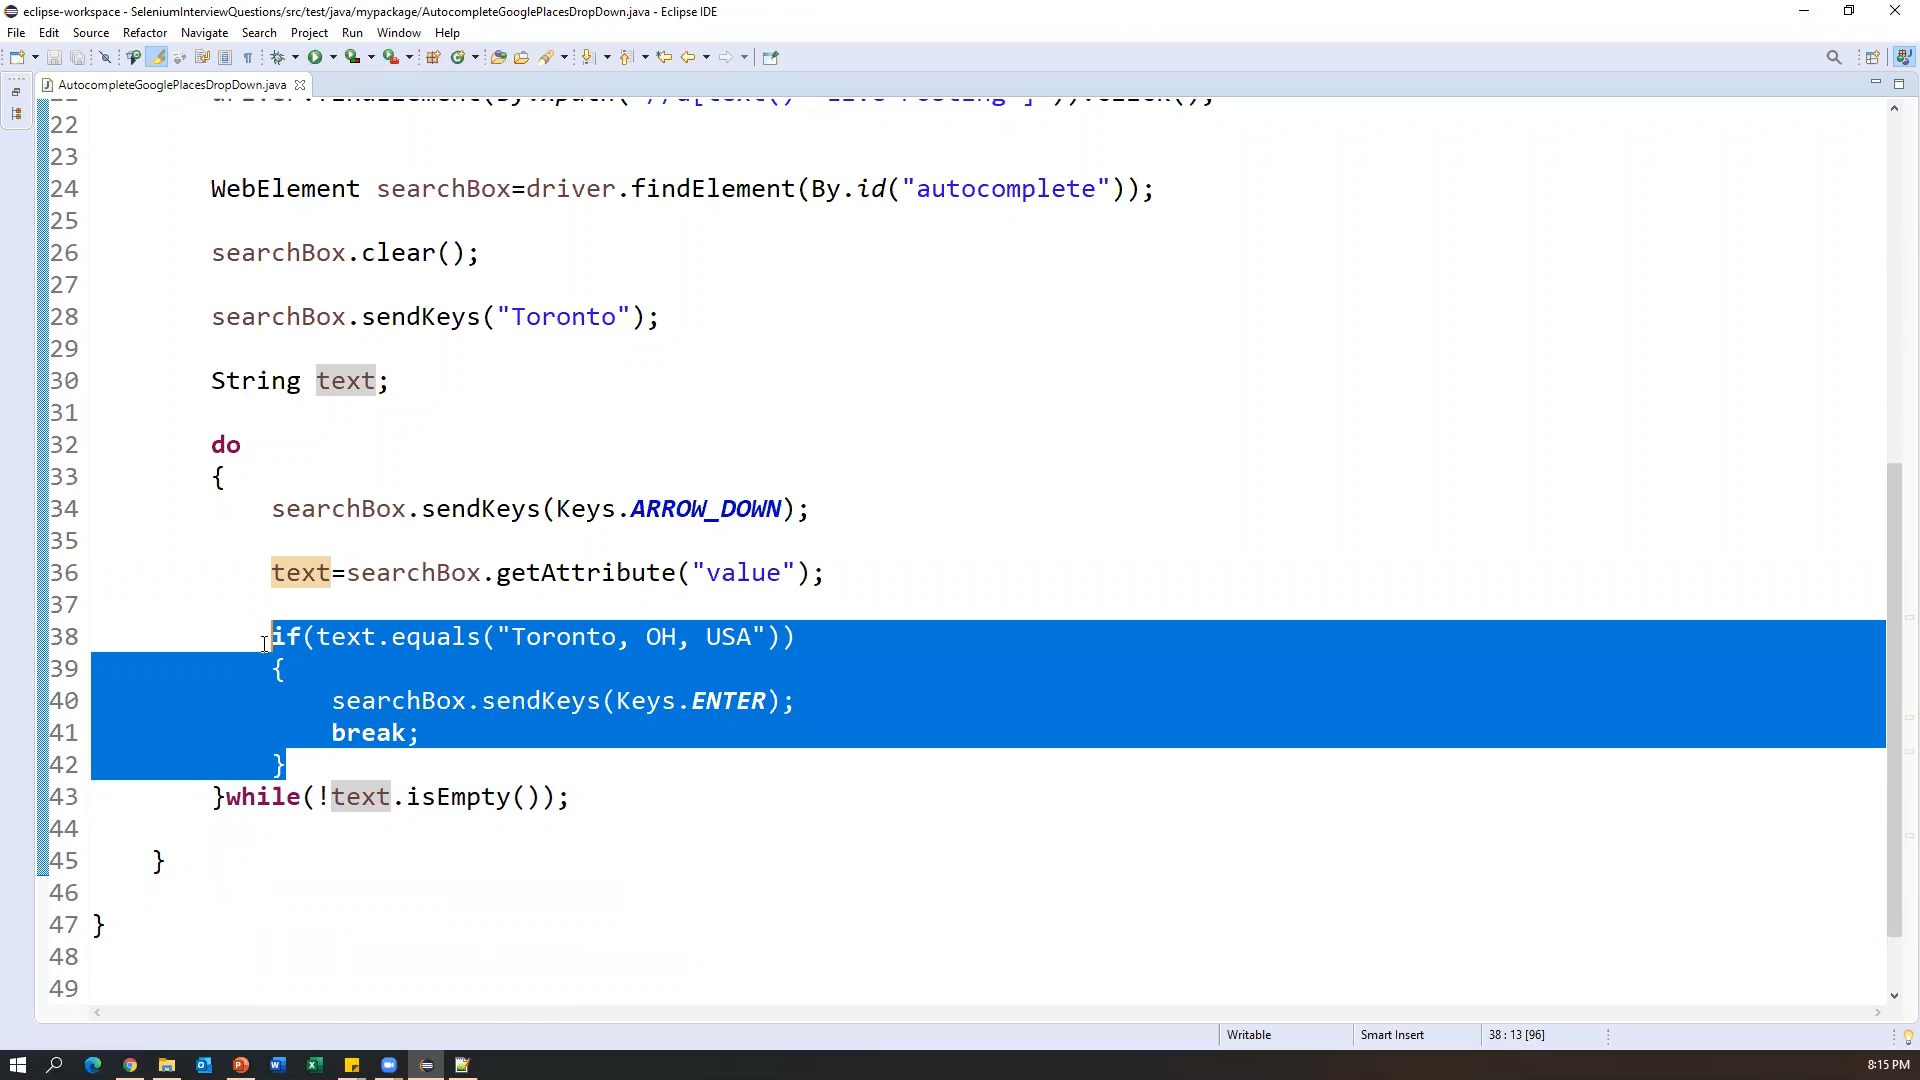 eclipse-workspace - SeleniumInterviewQuestions/src/test/java/mypackage/AutocompleteGooglePlacesDropDown.java - Eclipse IDE
File Edit Source Refactor Navigate Search Project Run Window Help
AutocompleteGooglePlacesDropDown.java
22
23
24 WebElement searchBox=driver.findElement(By.id("autocomplete"));
25
26 searchBox.clear();
27
28 searchBox.sendKeys("Toronto");
29
30 String text;
31
32 do
33 {
34 searchBox.sendKeys(Keys.ARROW_DOWN);
35
36 text=searchBox.getAttribute("value");
37
38 if(text.equals("Toronto, OH, USA"))
39 {
40 searchBox.sendKeys(Keys.ENTER);
41 break;
42 }
43 }while(!text.isEmpty());
44
45 }
46
47 }
48
49
Writable Smart Insert 38 : 13 [96]
8:15 PM